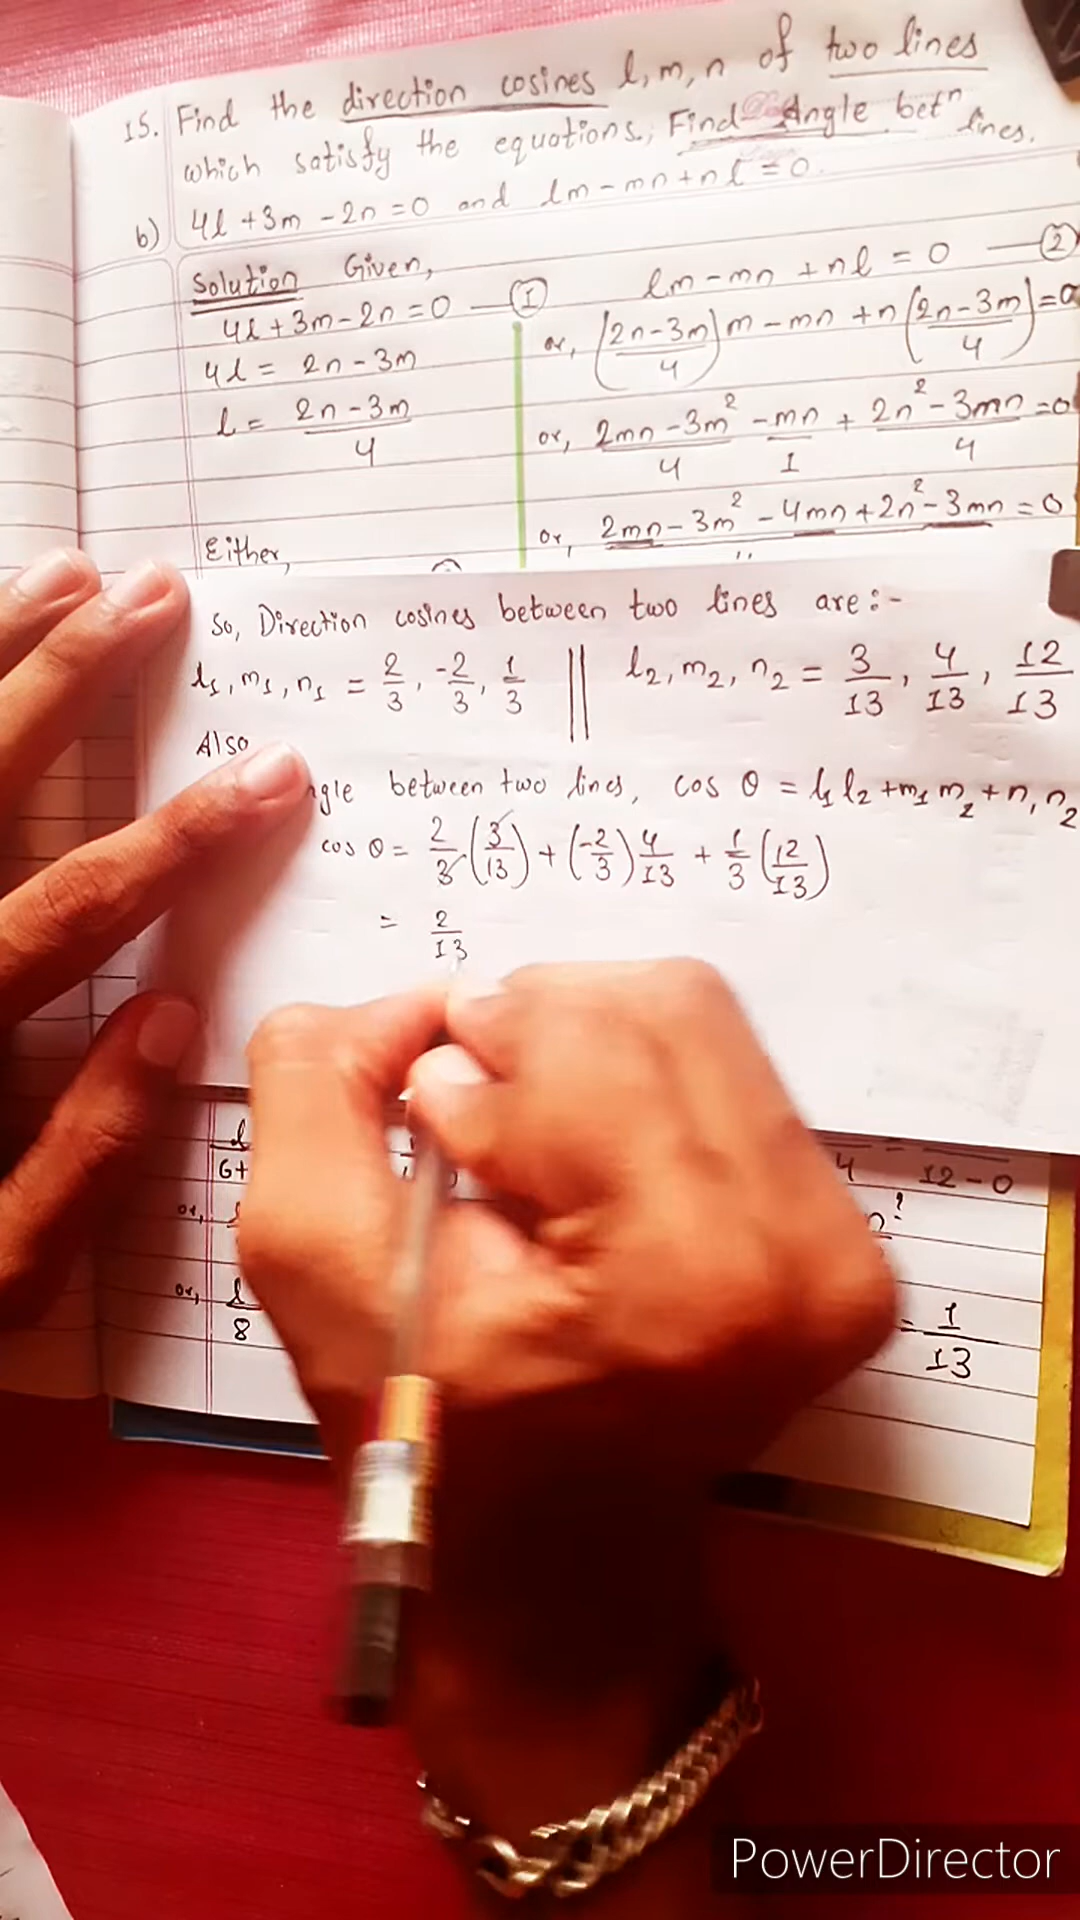 15. Find the direction cosines l, m, n of two lines
which satisfy the equations., Find Angle betⁿ lines.
b) 4l + 3m - 2n = 0 and lm - mn + nl = 0.
Solution Given,
4l + 3m - 2n = 0 — ①
4l = 2n - 3m
l = (2n - 3m)/4
Either,
lm - mn + nl = 0 — ②
or, ((2n - 3m)/4) m - mn + n ((2n - 3m)/4) = 0
or, (2mn - 3m²)/4 - mn/1 + (2n² - 3mn)/4 = 0
or, 2mn - 3m² - 4mn + 2n² - 3mn = 0
So, Direction cosines between two lines are :-
l₁, m₁, n₁ = 2/3, -2/3, 1/3 || l₂, m₂, n₂ = 3/13, 4/13, 12/13
Also
ngle between two lines, cos θ = l₁ l₂ + m₁ m₂ + n₁ n₂
cos θ = 2/3 (3/13) + (-2/3) 4/13 + 1/3 (12/13)
= 2/13
l/6+
4 12 - 0
or,
n?
or, l/8
= 1/13
PowerDirector